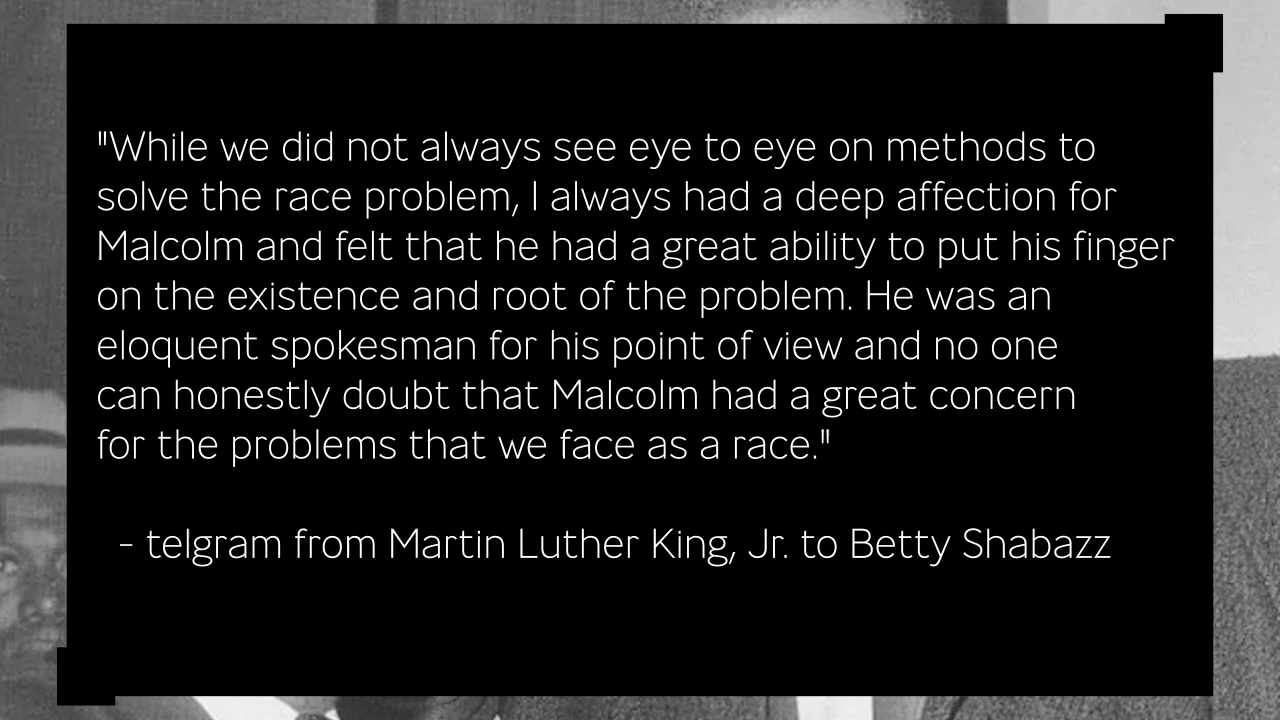 "While we did not always see eye to eye on methods to
solve the race problem, I always had a deep affection for
Malcolm and felt that he had a great ability to put his finger
on the existence and root of the problem. He was an
eloquent spokesman for his point of view and no one
can honestly doubt that Malcolm had a great concern
for the problems that we face as a race."
- telgram from Martin Luther King, Jr. to Betty Shabazz